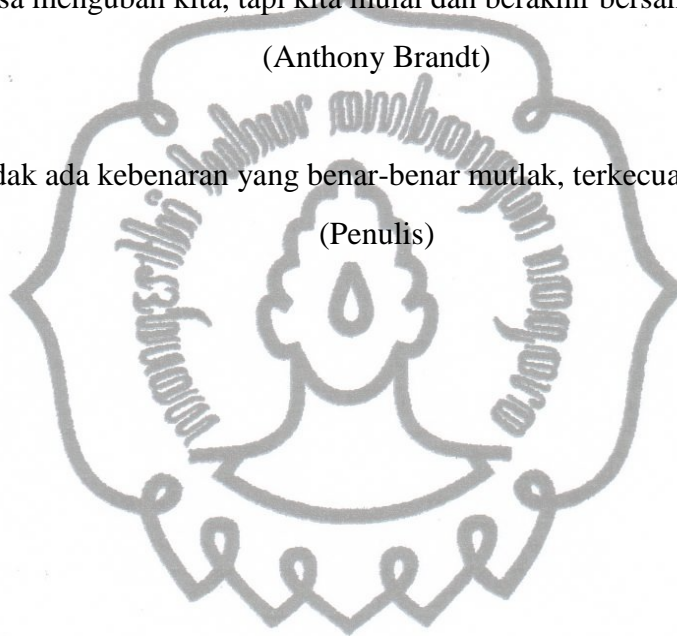 sa mengubah kita, tapi kita mulai dan berakhir bersa
(Anthony Brandt)
dak ada kebenaran yang benar-benar mutlak, terkecua
(Penulis)